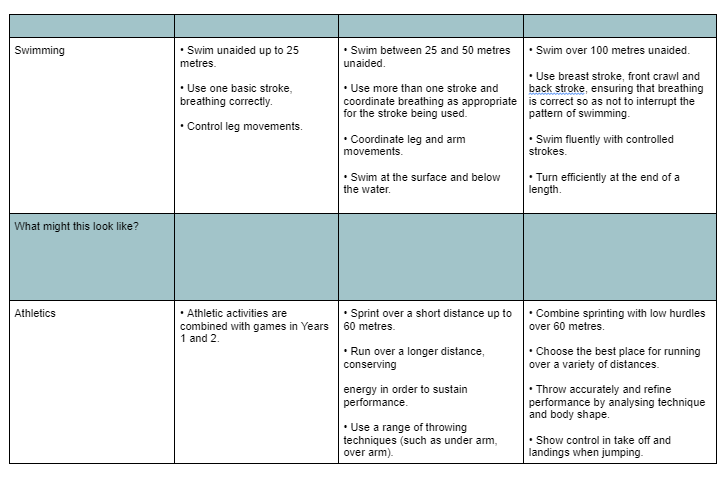 Swimming
• Swim unaided up to 25
metres.
• Use one basic stroke,
breathing correctly.
• Control leg movements.
• Swim between 25 and 50 metres
unaided.
• Use more than one stroke and
coordinate breathing as appropriate
for the stroke being used.
• Coordinate leg and arm
movements.
• Swim at the surface and below
the water.
• Swim over 100 metres unaided.
• Use breast stroke, front crawl and
back stroke, ensuring that breathing
is correct so as not to interrupt the
pattern of swimming.
• Swim fluently with controlled
strokes.
• Turn efficiently at the end of a
length.
What might this look like?
Athletics
• Athletic activities are
combined with games in Years
1 and 2.
• Sprint over a short distance up to
60 metres.
• Run over a longer distance,
conserving
energy in order to sustain
performance.
• Use a range of throwing
techniques (such as under arm,
over arm).
• Combine sprinting with low hurdles
over 60 metres.
• Choose the best place for running
over a variety of distances.
• Throw accurately and refine
performance by analysing technique
and body shape.
• Show control in take off and
landings when jumping.